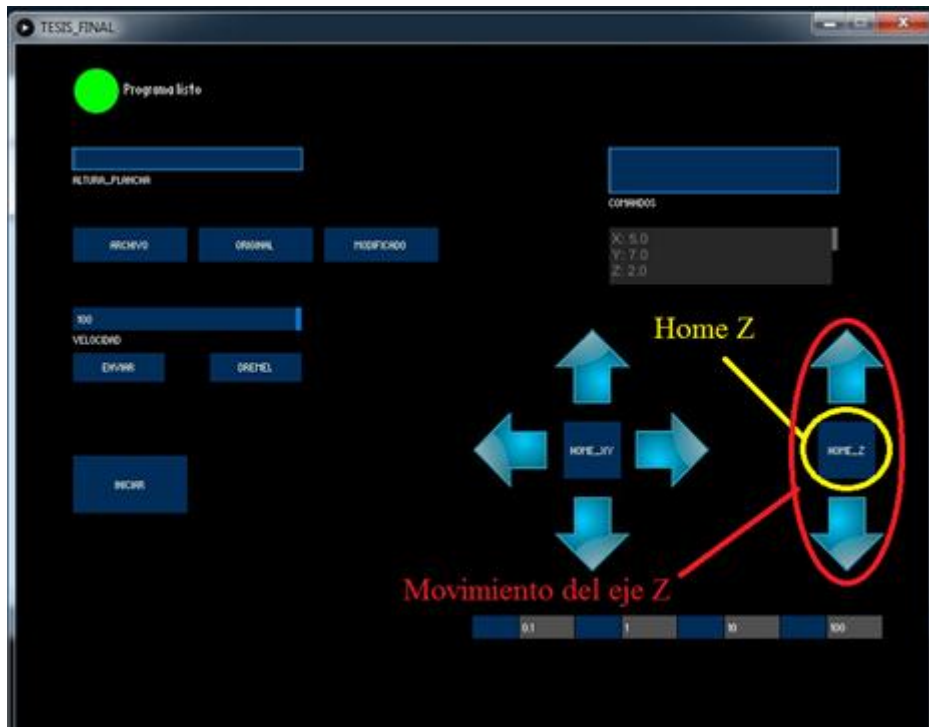 TESIS_FINAL
Programa listo
ALTURA_PLANCHA
COMANDOS
ARCHIVO
ORIGINAL
MODIFICADO
X: 5.0
Y: 7.0
Z: 2.0
100
VELOCIDAD
ENVIAR
DREMEL
Home Z
HOME_XY
HOME_Z
INICIAR
Movimiento del eje Z
0.1
1
10
100